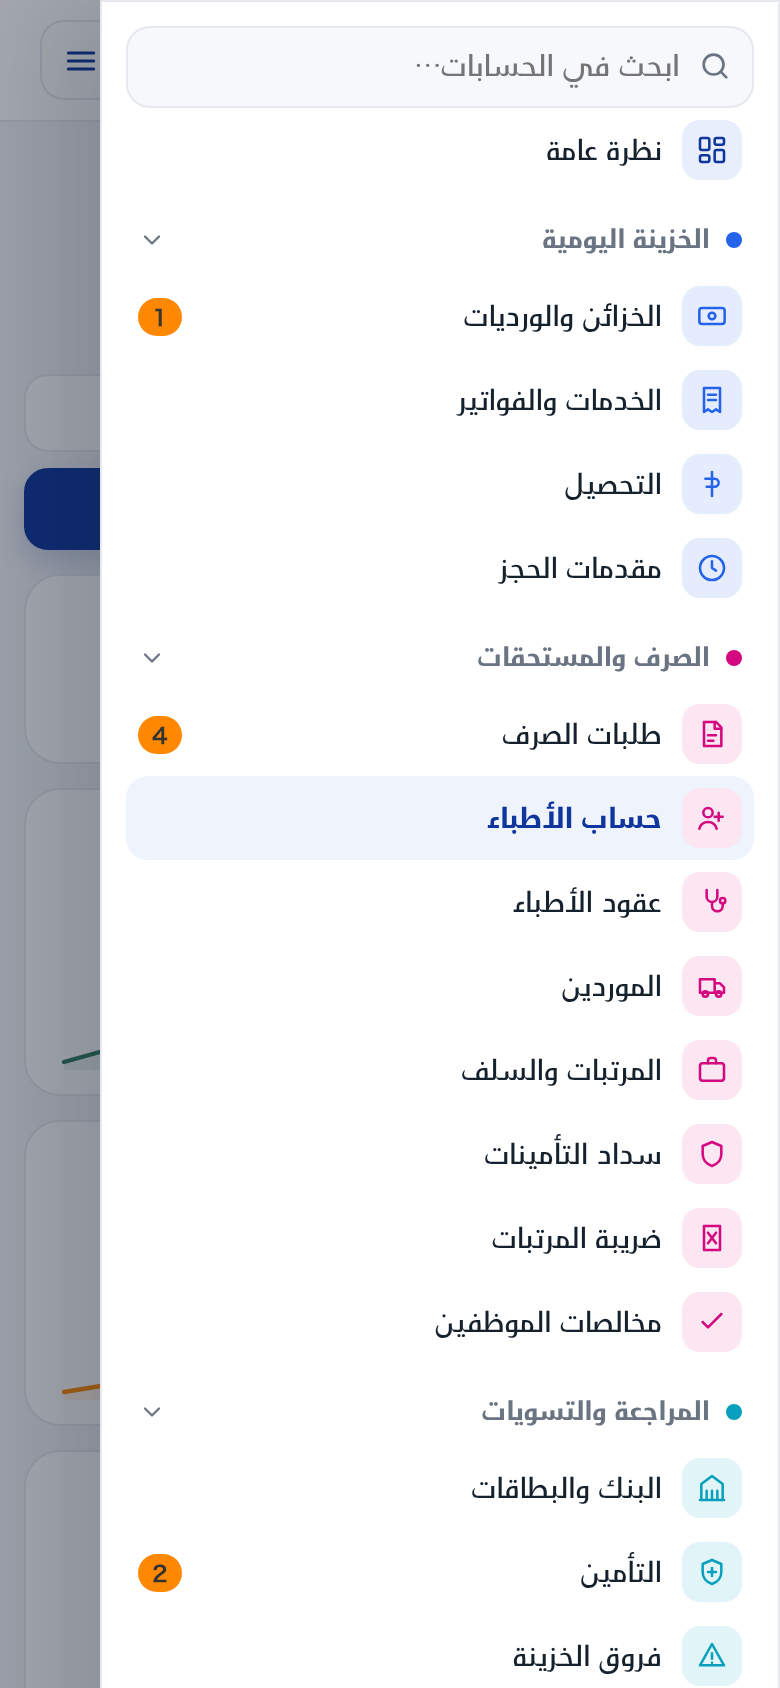 ابحث في الحسابات…
نظرة عامة
الخزينة اليومية
الخزائن والورديات
1
الخدمات والفواتير
التحصيل
مقدمات الحجز
الصرف والمستحقات
طلبات الصرف
4
حساب الأطباء
عقود الأطباء
الموردين
المرتبات والسلف
سداد التأمينات
ضريبة المرتبات
مخالصات الموظفين
المراجعة والتسويات
البنك والبطاقات
التأمين
2
فروق الخزينة